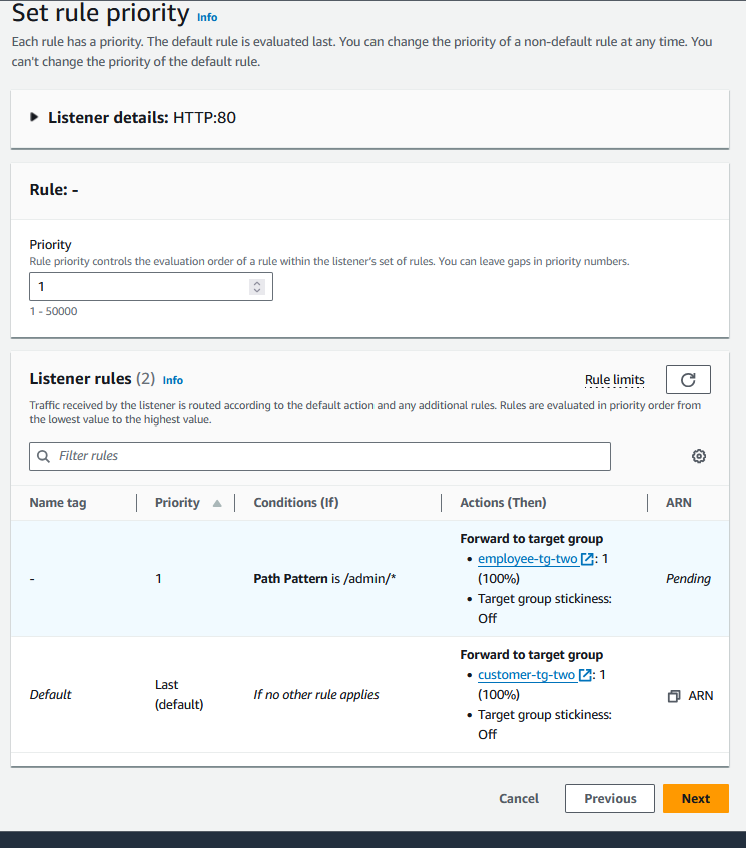 Set rule priority Info
Each rule has a priority. The default rule is evaluated last. You can change the priority of a non-default rule at any time. You
can't change the priority of the default rule.
Listener details: HTTP:80
Rule: -
Priority
Rule priority controls the evaluation order of a rule within the listener's set of rules. You can leave gaps in priority numbers.
1
1 - 50000
Listener rules (2) Info
Rule limits
Traffic received by the listener is routed according to the default action and any additional rules. Rules are evaluated in priority order from
the lowest value to the highest value.
Filter rules
Name tag Priority Conditions (If) Actions (Then) ARN
- 1 Path Pattern is /admin/* Forward to target group
• employee-tg-two : 1
(100%)
• Target group stickiness:
Off
Pending
Default Last
(default)
If no other rule applies
Forward to target group
• customer-tg-two : 1
(100%)
• Target group stickiness:
Off
ARN
Cancel Previous Next